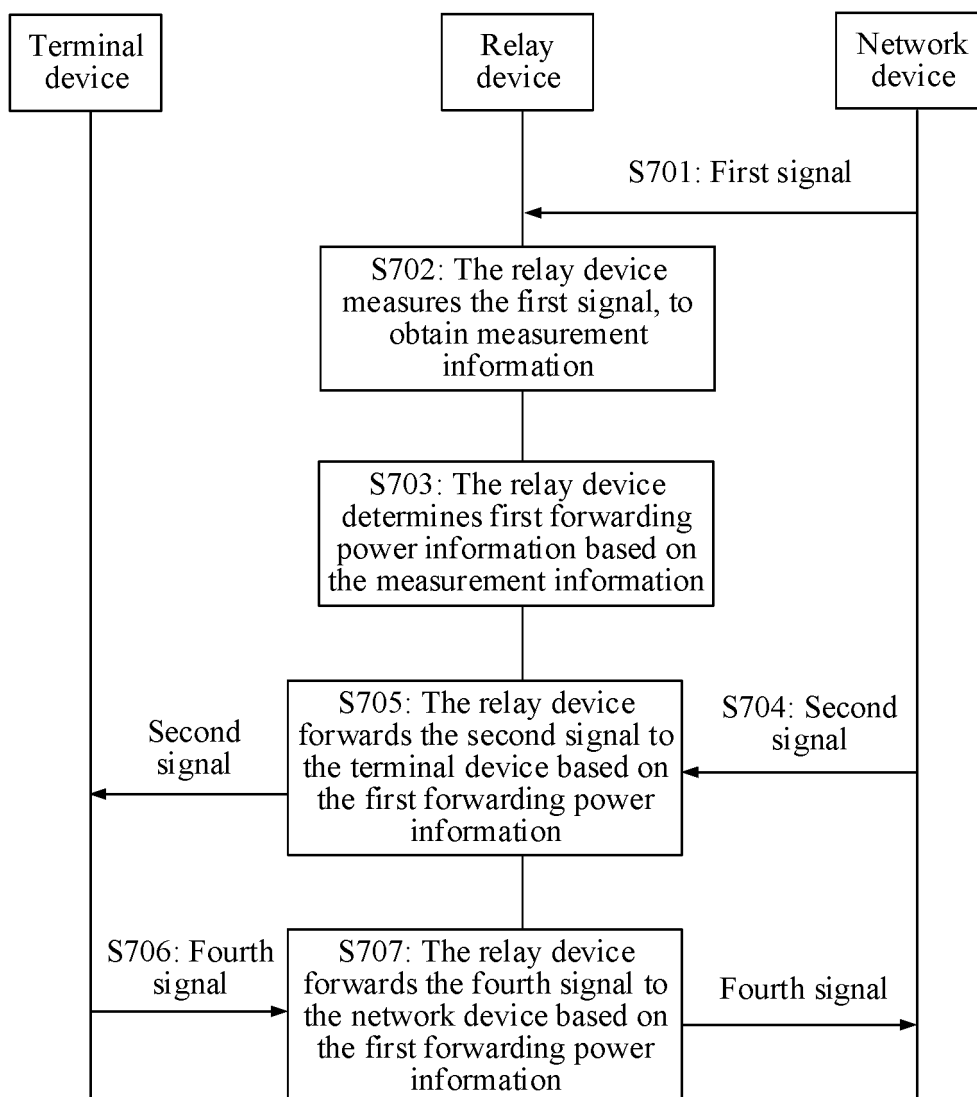 Terminal
device
Relay
device
Network
device
S701: First signal
S702: The relay device
measures the first signal, to
obtain measurement
information
S703: The relay device
determines first forwarding
power information based on
the measurement information
S704: Second
signal
S705: The relay device
forwards the second signal to
the terminal device based on
the first forwarding power
information
Second
signal
S706: Fourth
signal
S707: The relay device
forwards the fourth signal to
the network device based on
the first forwarding power
information
Fourth signal